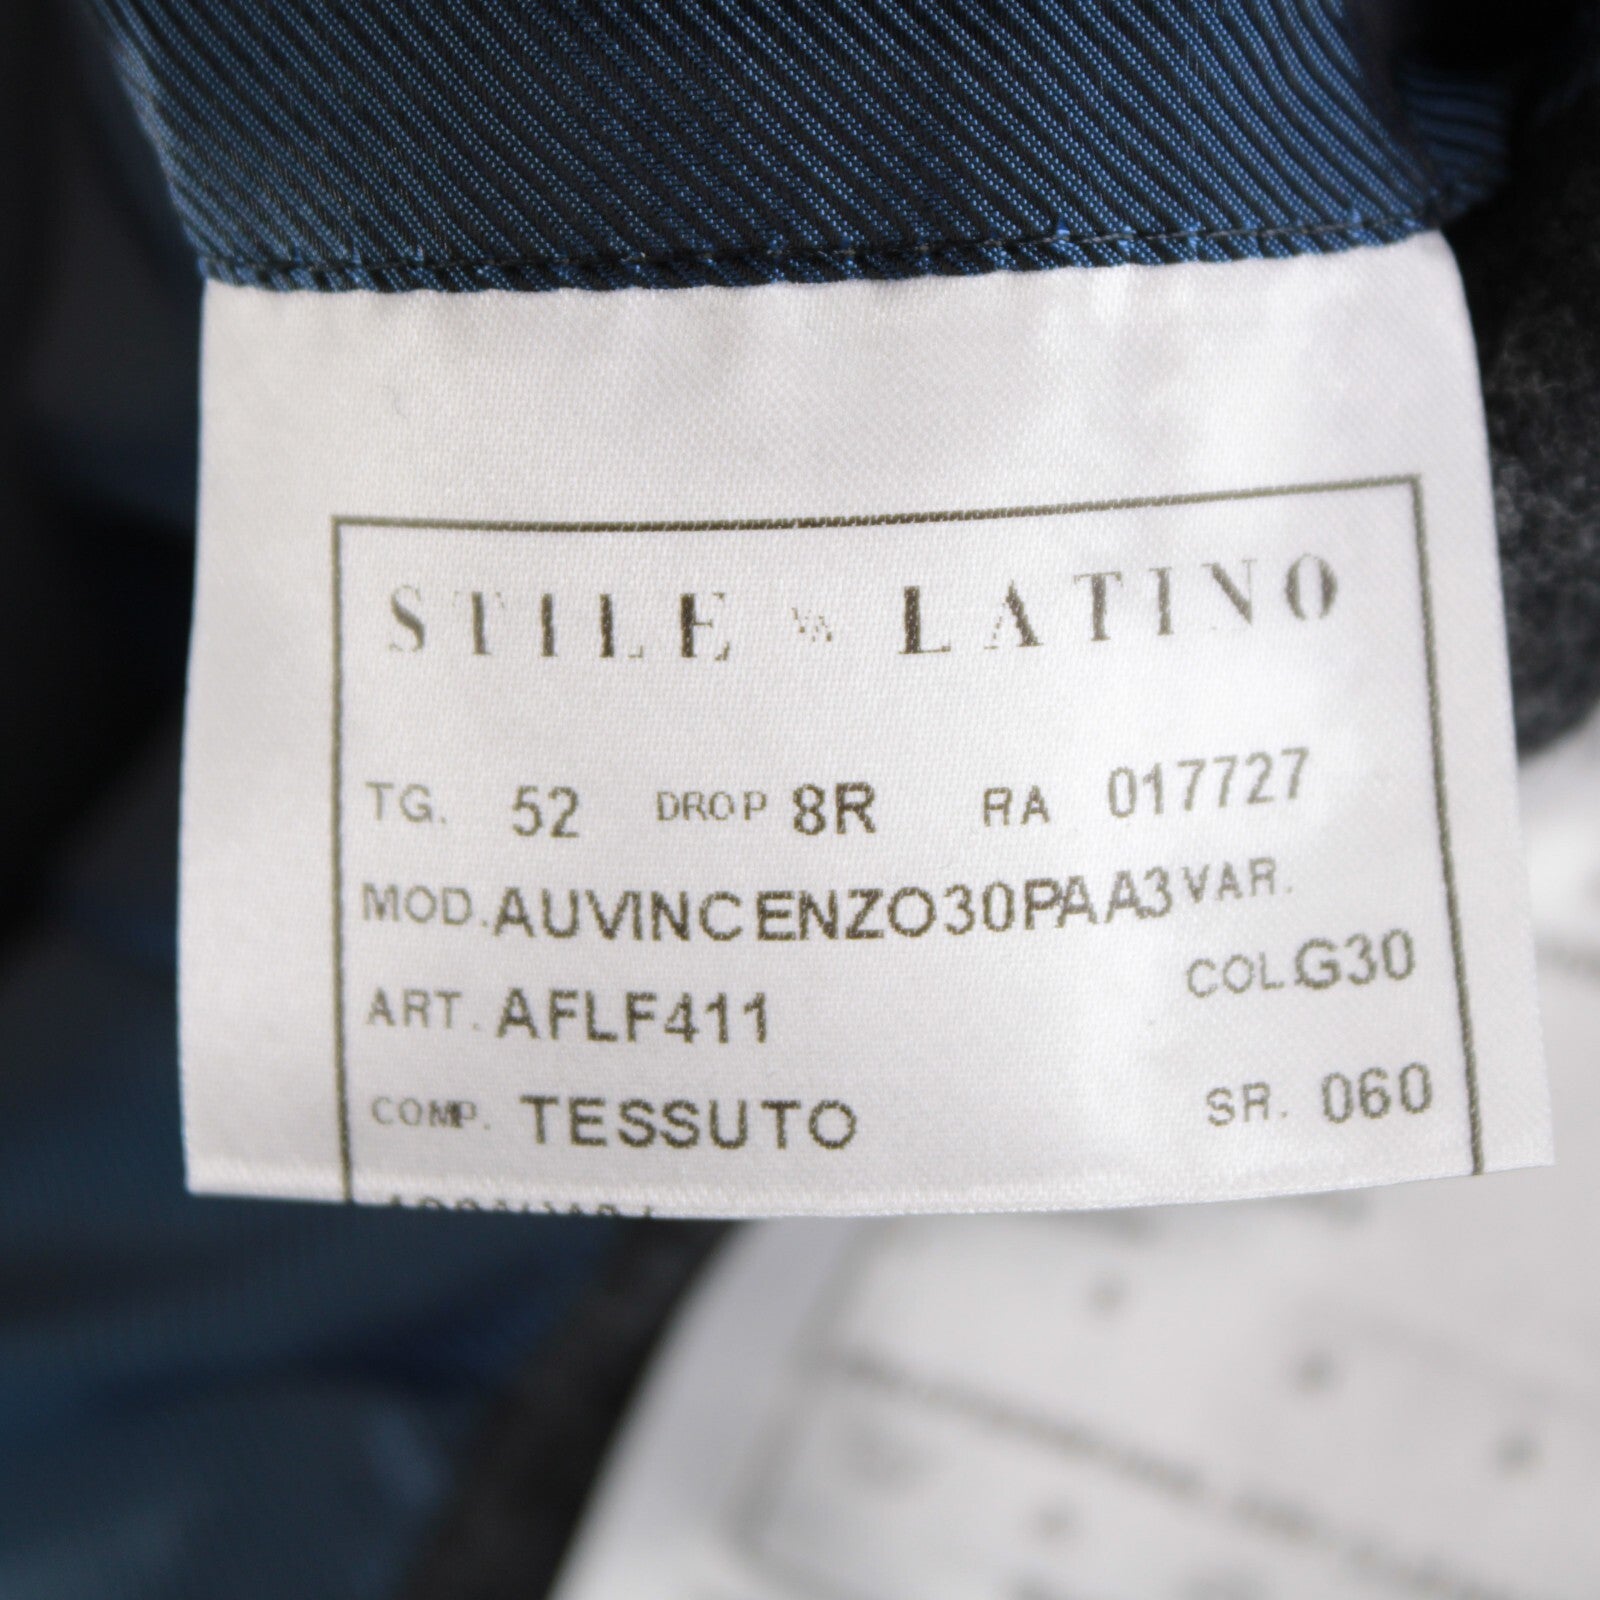 STILE LATINO
TG. 52 DROP 8R RA 017727
MOD. AUVINCENZO30PAA3 VAR.
ART. AFLF411 COL. G30
COMP. TESSUTO SR. 060